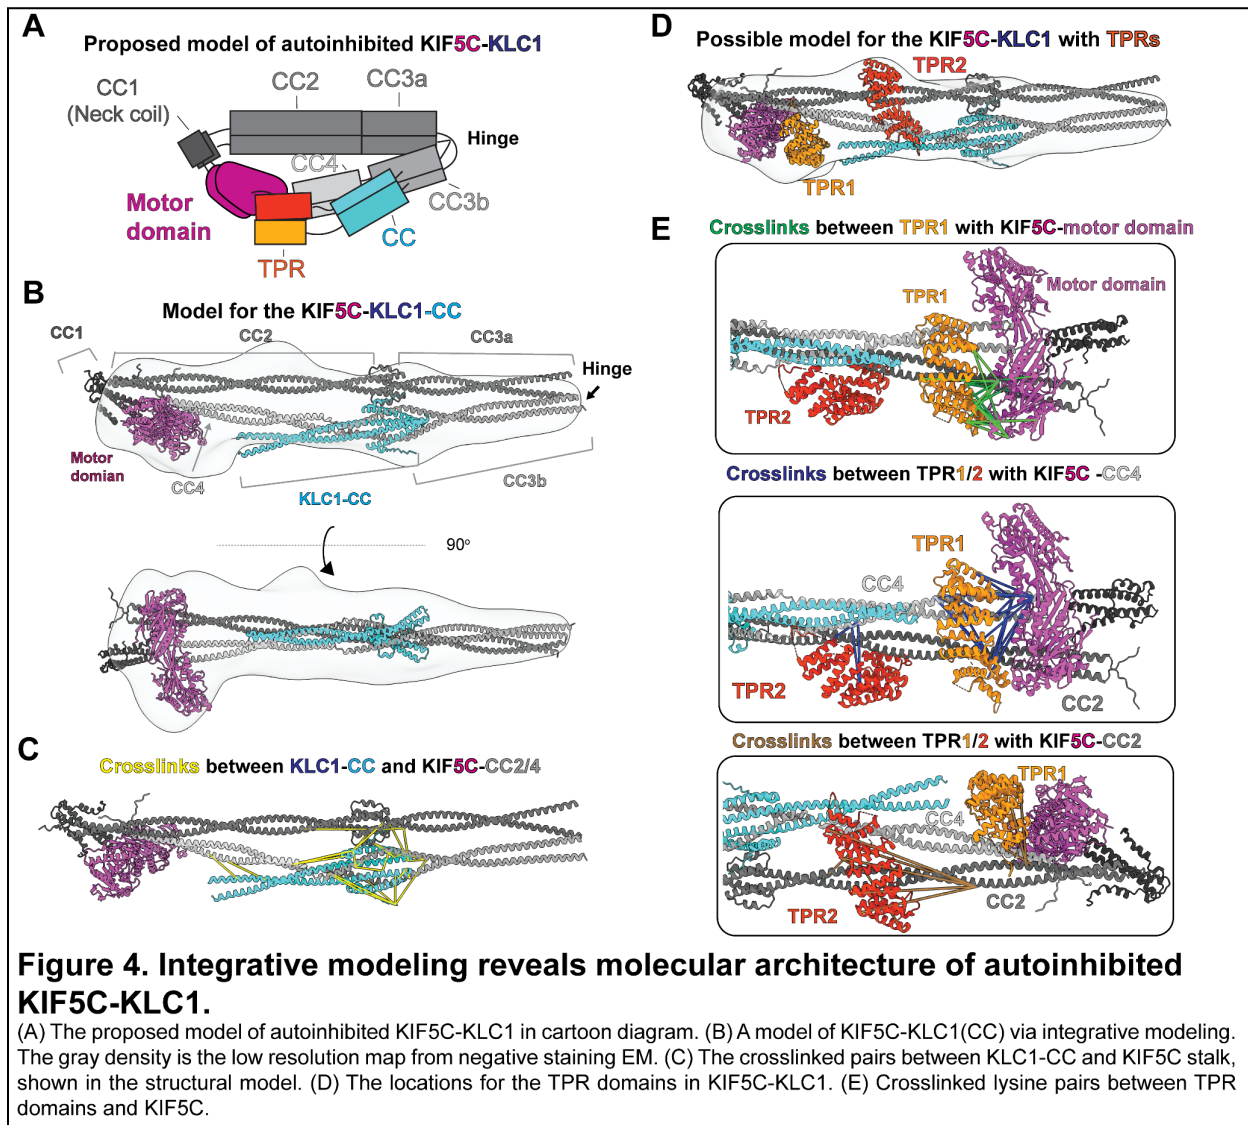 A
Proposed model of autoinhibited KIF5C-KLC1
CC1
(Neck coil)
CC2
CC3a
Hinge
CC4
CC3b
Motor
domain
CC
TPR
B
Model for the KIF5C-KLC1-CC
CC1
CC2
CC3a
Hinge
Motor
domian
CC4
KLC1-CC
CC3b
90º
C
Crosslinks between KLC1-CC and KIF5C-CC2/4
D
Possible model for the KIF5C-KLC1 with TPRs
TPR2
TPR1
E
Crosslinks between TPR1 with KIF5C-motor domain
TPR1
Motor domain
TPR2
Crosslinks between TPR1/2 with KIF5C -CC4
TPR1
CC4
TPR2
CC2
Crosslinks between TPR1/2 with KIF5C-CC2
TPR1
CC4
CC2
TPR2
Figure 4. Integrative modeling reveals molecular architecture of autoinhibited
KIF5C-KLC1.
(A) The proposed model of autoinhibited KIF5C-KLC1 in cartoon diagram. (B) A model of KIF5C-KLC1(CC) via integrative modeling.
The gray density is the low resolution map from negative staining EM. (C) The crosslinked pairs between KLC1-CC and KIF5C stalk,
shown in the structural model. (D) The locations for the TPR domains in KIF5C-KLC1. (E) Crosslinked lysine pairs between TPR
domains and KIF5C.